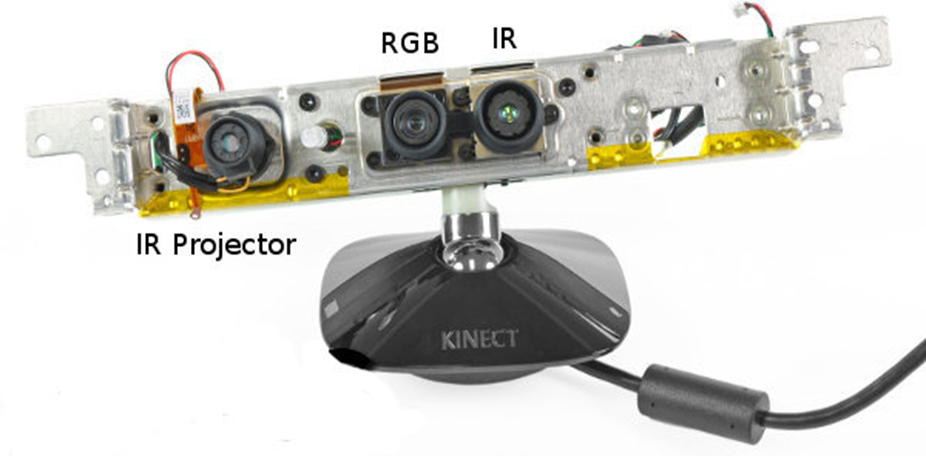 RGB
IR
IR Projector
KINECT